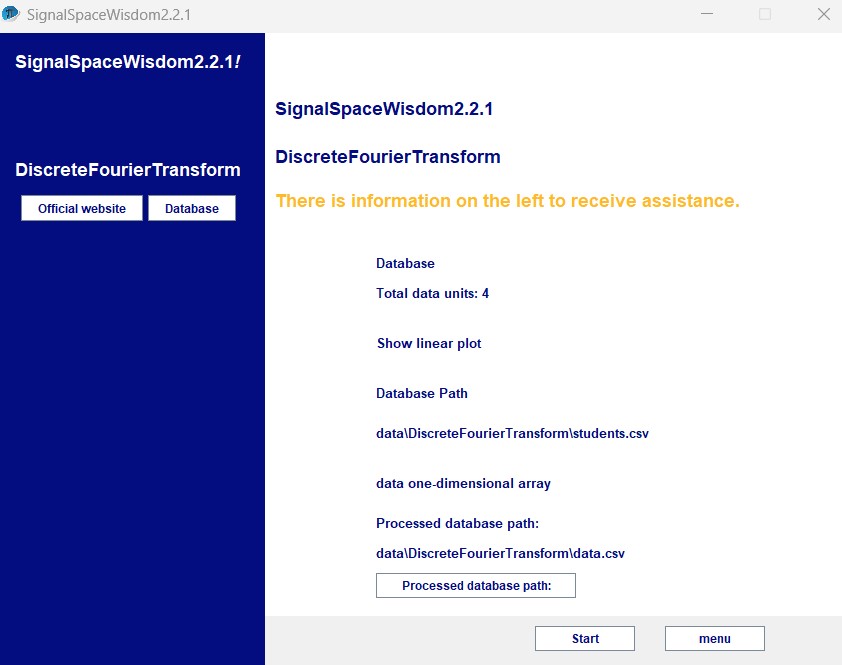 SignalSpaceWisdom2.2.1
SignalSpaceWisdom2.2.1!
DiscreteFourierTransform
Official website
Database
SignalSpaceWisdom2.2.1
DiscreteFourierTransform
There is information on the left to receive assistance.
Database
Total data units: 4
Show linear plot
Database Path
data\DiscreteFourierTransform\students.csv
data one-dimensional array
Processed database path:
data\DiscreteFourierTransform\data.csv
Processed database path:
Start
menu